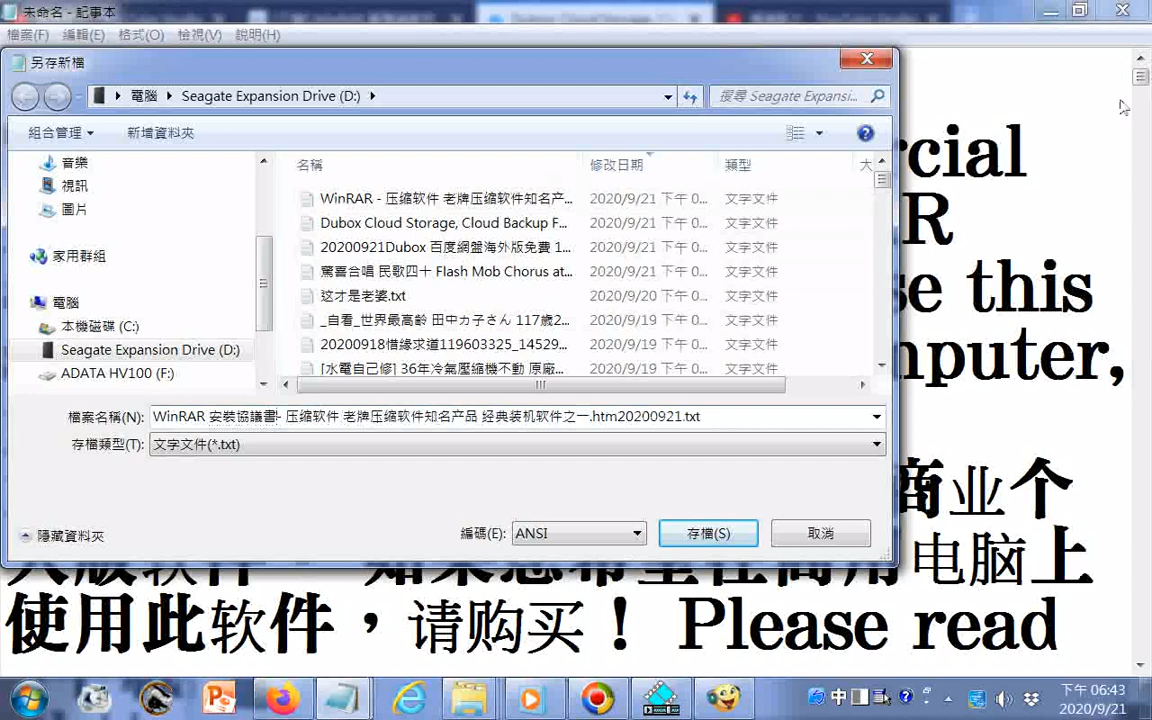 未命名 - 記事本
檔案(F) 編輯(E) 格式(O) 檢視(V) 說明(H)
另存新檔
電腦 Seagate Expansion Drive (D:)
搜尋 Seagate Expansi...
組合管理 新增資料夾
音樂
視訊
圖片
家用群組
電腦
本機磁碟 (C:)
Seagate Expansion Drive (D:)
ADATA HV100 (F:)
名稱 修改日期 類型 大
WinRAR - 压缩软件 老牌压缩软件知名产... 2020/9/21 下午 0... 文字文件
Dubox Cloud Storage, Cloud Backup F... 2020/9/21 下午 0... 文字文件
20200921Dubox 百度網盤海外版免費 1... 2020/9/21 下午 0... 文字文件
驚喜合唱 民歌四十 Flash Mob Chorus at... 2020/9/21 下午 0... 文字文件
这才是老婆.txt 2020/9/20 下午 0... 文字文件
_自看_世界最高齡 田中カ子さん 117歲2... 2020/9/19 下午 0... 文字文件
20200918惜緣求道119603325_14529... 2020/9/19 下午 0... 文字文件
[水電自己修] 36年冷氣壓縮機不動 原廠... 2020/9/19 下午 0... 文字文件
檔案名稱(N): WinRAR 安裝協議書- 压缩软件 老牌压缩软件知名产品 经典装机软件之一.htm20200921.txt
存檔類型(T): 文字文件(*.txt)
隱藏資料夾 編碼(E): ANSI 存檔(S) 取消
rcial
R
se this
mputer,
商业个
人版软件 如果您希望在商用电脑上
使用此软件，请购买！ Please read
中
下午 06:43
2020/9/21